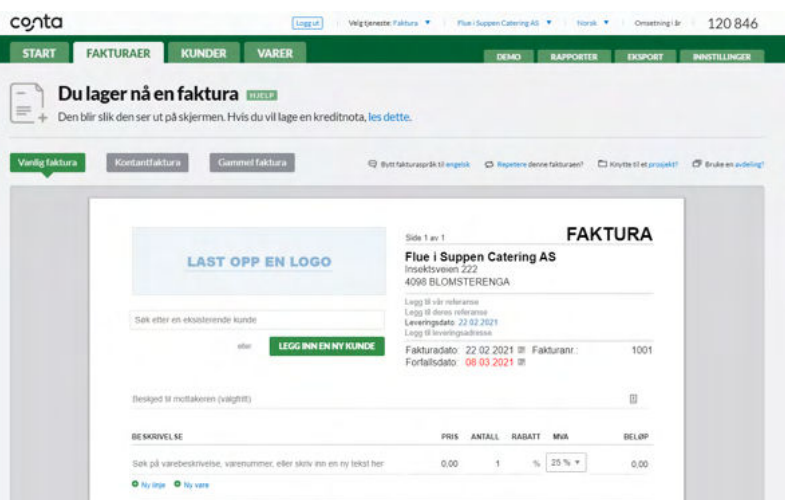 conta
Logg ut Velg tjeneste: Faktura Flue i Suppen Catering AS Norsk Omsetning i år 120 846
START FAKTURAER KUNDER VARER DEMO RAPPORTER EKSPORT INNSTILLINGER
Du lager nå en faktura HJELP
Den blir slik den ser ut på skjermen. Hvis du vil lage en kreditnota, les dette.
Vanlig faktura Kontantfaktura Gammel faktura Bytt fakturaspråk til engelsk Repetere denne fakturaen? Knytte til et prosjekt? Bruke en avdeling?
Side 1 av 1 FAKTURA
LAST OPP EN LOGO
Flue i Suppen Catering AS
Insektsveien 222
4098 BLOMSTERENGA
Legg til vår referanse
Legg til deres referanse
Leveringsdato: 22.02.2021
Legg til leveringsadresse
Søk etter en eksisterende kunde
eller LEGG INN EN NY KUNDE
Fakturadato: 22.02.2021 Fakturanr.: 1001
Forfallsdato: 08.03.2021
Beskjed til mottakeren (valgfritt)
BESKRIVELSE PRIS ANTALL RABATT MVA BELØP
Søk på varebeskrivelse, varenummer, eller skriv inn en ny tekst her 0,00 1 % 25 % 0,00
Ny linje Ny vare